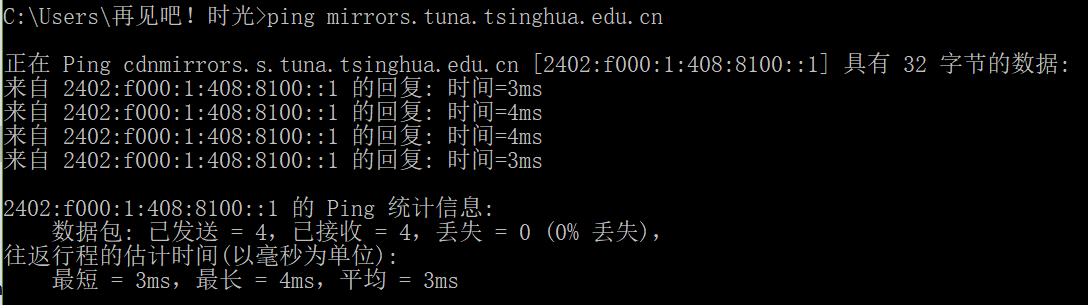 C:\Users\再见吧！时光>ping mirrors.tuna.tsinghua.edu.cn
正在 Ping cdnmirrors.s.tuna.tsinghua.edu.cn [2402:f000:1:408:8100::1] 具有 32 字节的数据:
来自 2402:f000:1:408:8100::1 的回复: 时间=3ms
来自 2402:f000:1:408:8100::1 的回复: 时间=4ms
来自 2402:f000:1:408:8100::1 的回复: 时间=4ms
来自 2402:f000:1:408:8100::1 的回复: 时间=3ms
2402:f000:1:408:8100::1 的 Ping 统计信息:
数据包: 已发送 = 4，已接收 = 4，丢失 = 0 (0% 丢失)，
往返行程的估计时间(以毫秒为单位):
最短 = 3ms，最长 = 4ms，平均 = 3ms